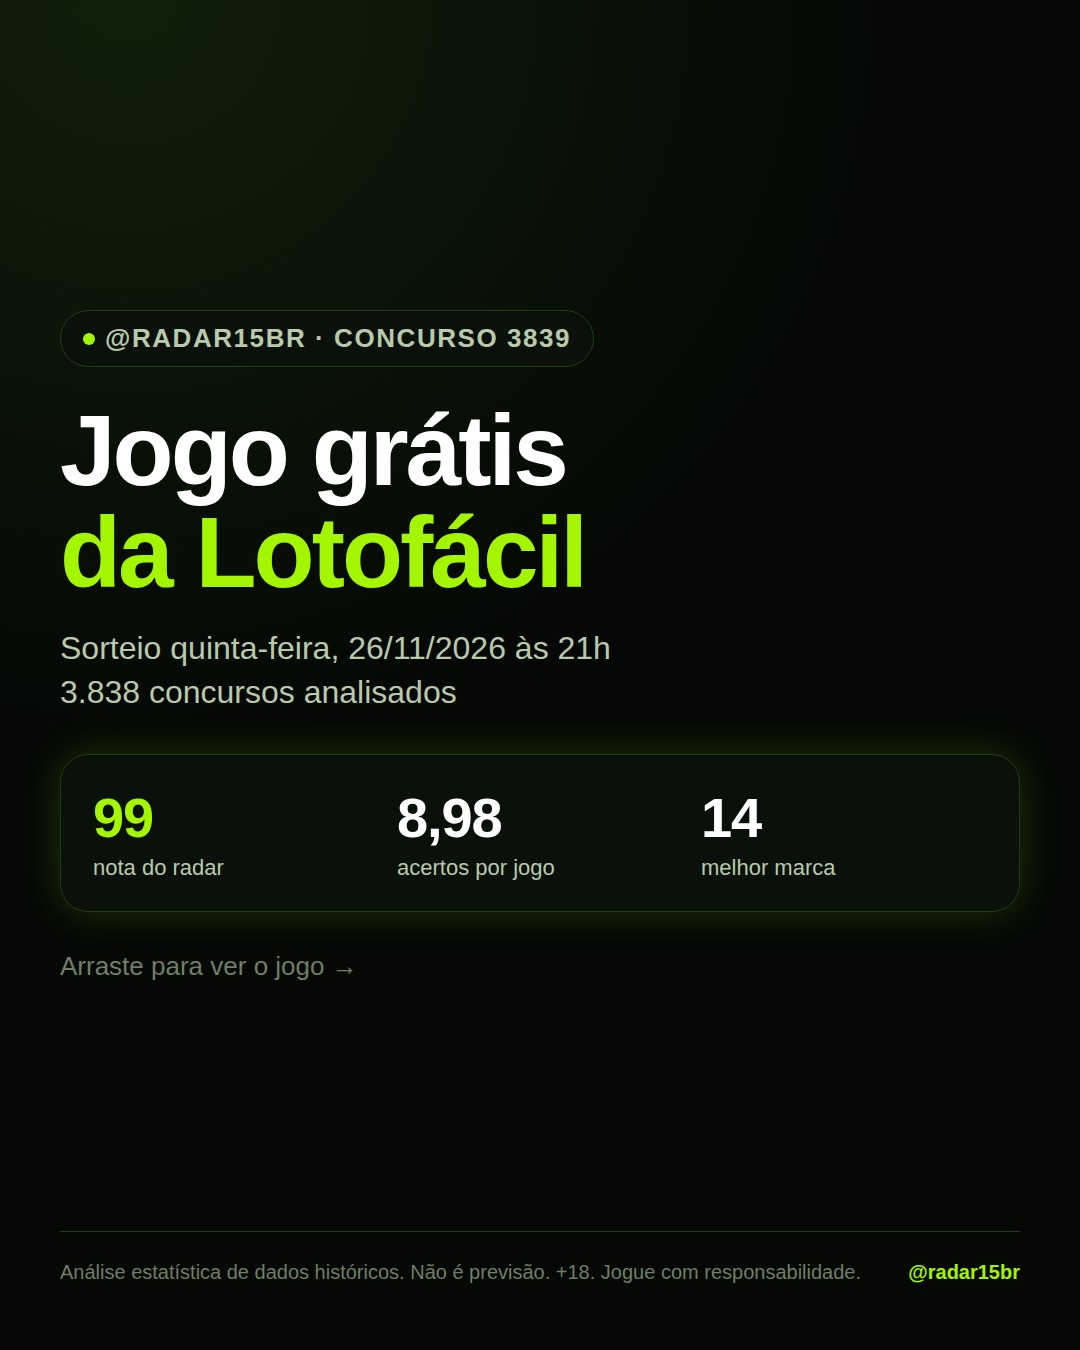 @RADAR15BR · CONCURSO 3839
Jogo grátis
da Lotofácil
Sorteio quinta-feira, 26/11/2026 às 21h
3.838 concursos analisados
99 8,98 14
nota do radar acertos por jogo melhor marca
Arraste para ver o jogo →
Análise estatística de dados históricos. Não é previsão. +18. Jogue com responsabilidade. @radar15br